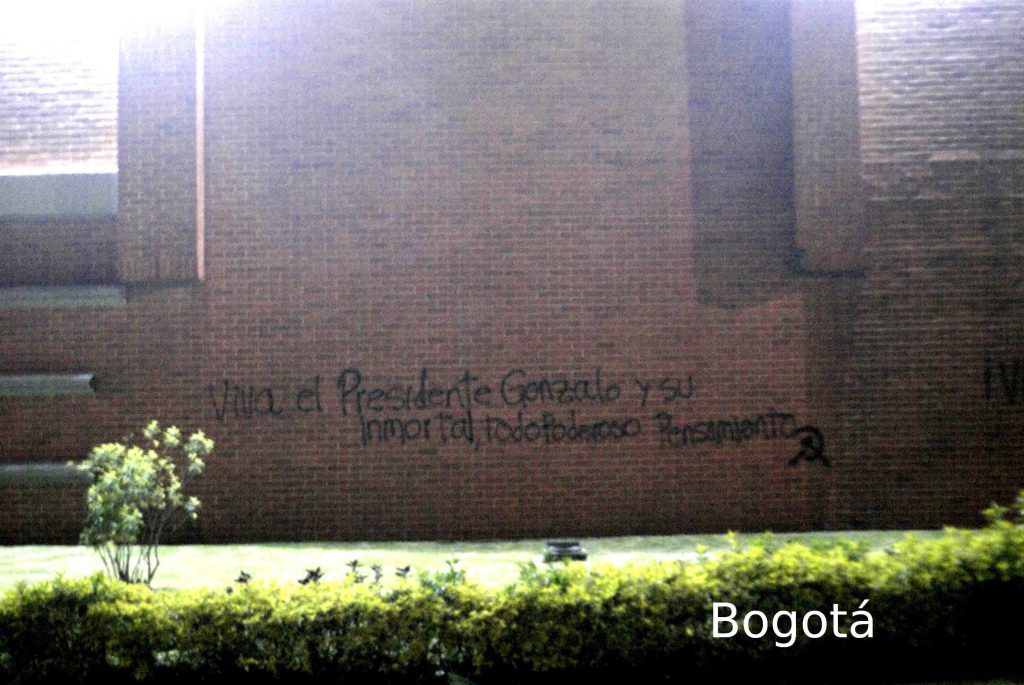 Viva el Presidente Gonzalo y su
inmortal, todoPoderoso Pensamiento
Bogotá